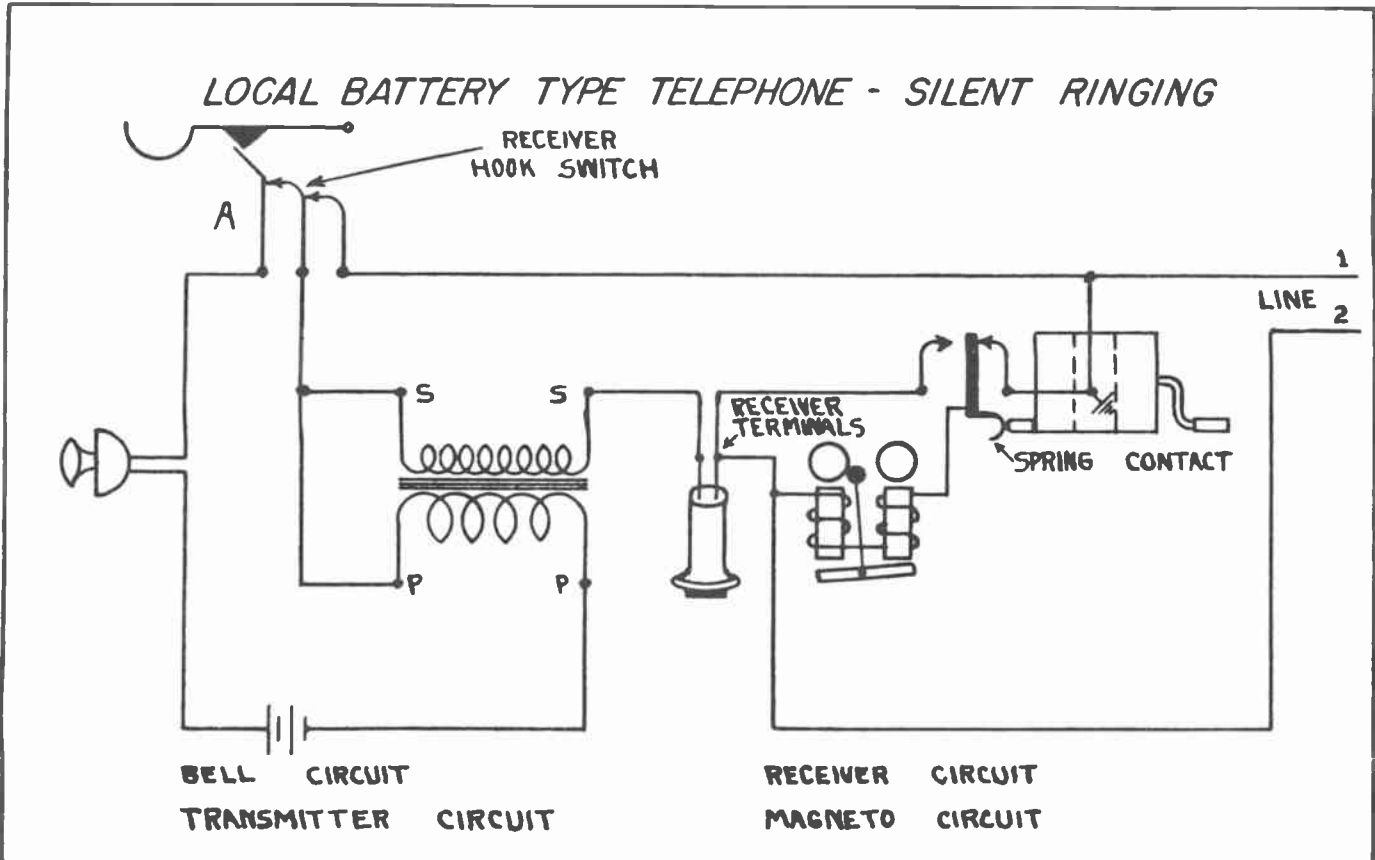 LOCAL BATTERY TYPE TELEPHONE - SILENT RINGING
RECEIVER
HOOK SWITCH
A
1
LINE
2
S
S
RECEIVER
TERMINALS
SPRING CONTACT
P
P
BELL CIRCUIT
TRANSMITTER CIRCUIT
RECEIVER CIRCUIT
MAGNETO CIRCUIT